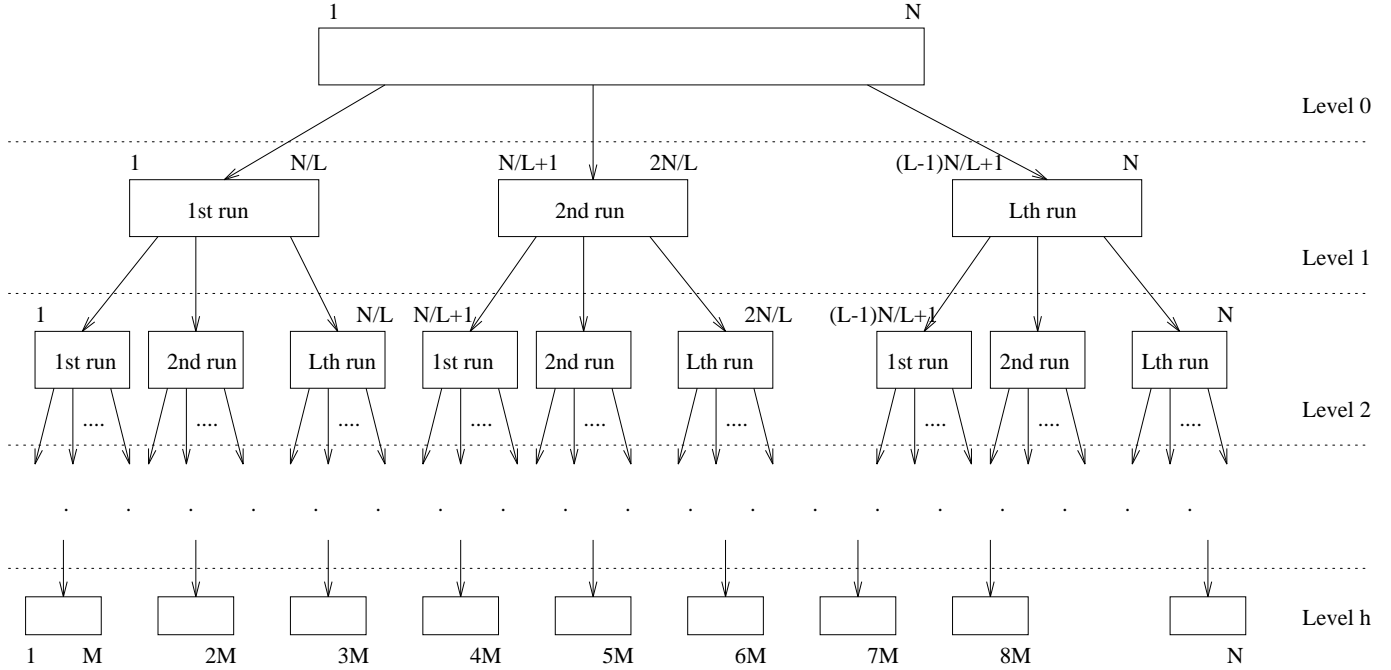 1 N
Level 0
1 N/L N/L+1 2N/L (L-1)N/L+1 N
1st run 2nd run Lth run
Level 1
1 N/L N/L+1 2N/L (L-1)N/L+1 N
1st run 2nd run Lth run 1st run 2nd run Lth run 1st run 2nd run Lth run
.... .... .... .... .... .... .... .... ....
Level 2
. . . . . . . . . . . . . . . . . . .
Level h
1 M 2M 3M 4M 5M 6M 7M 8M N